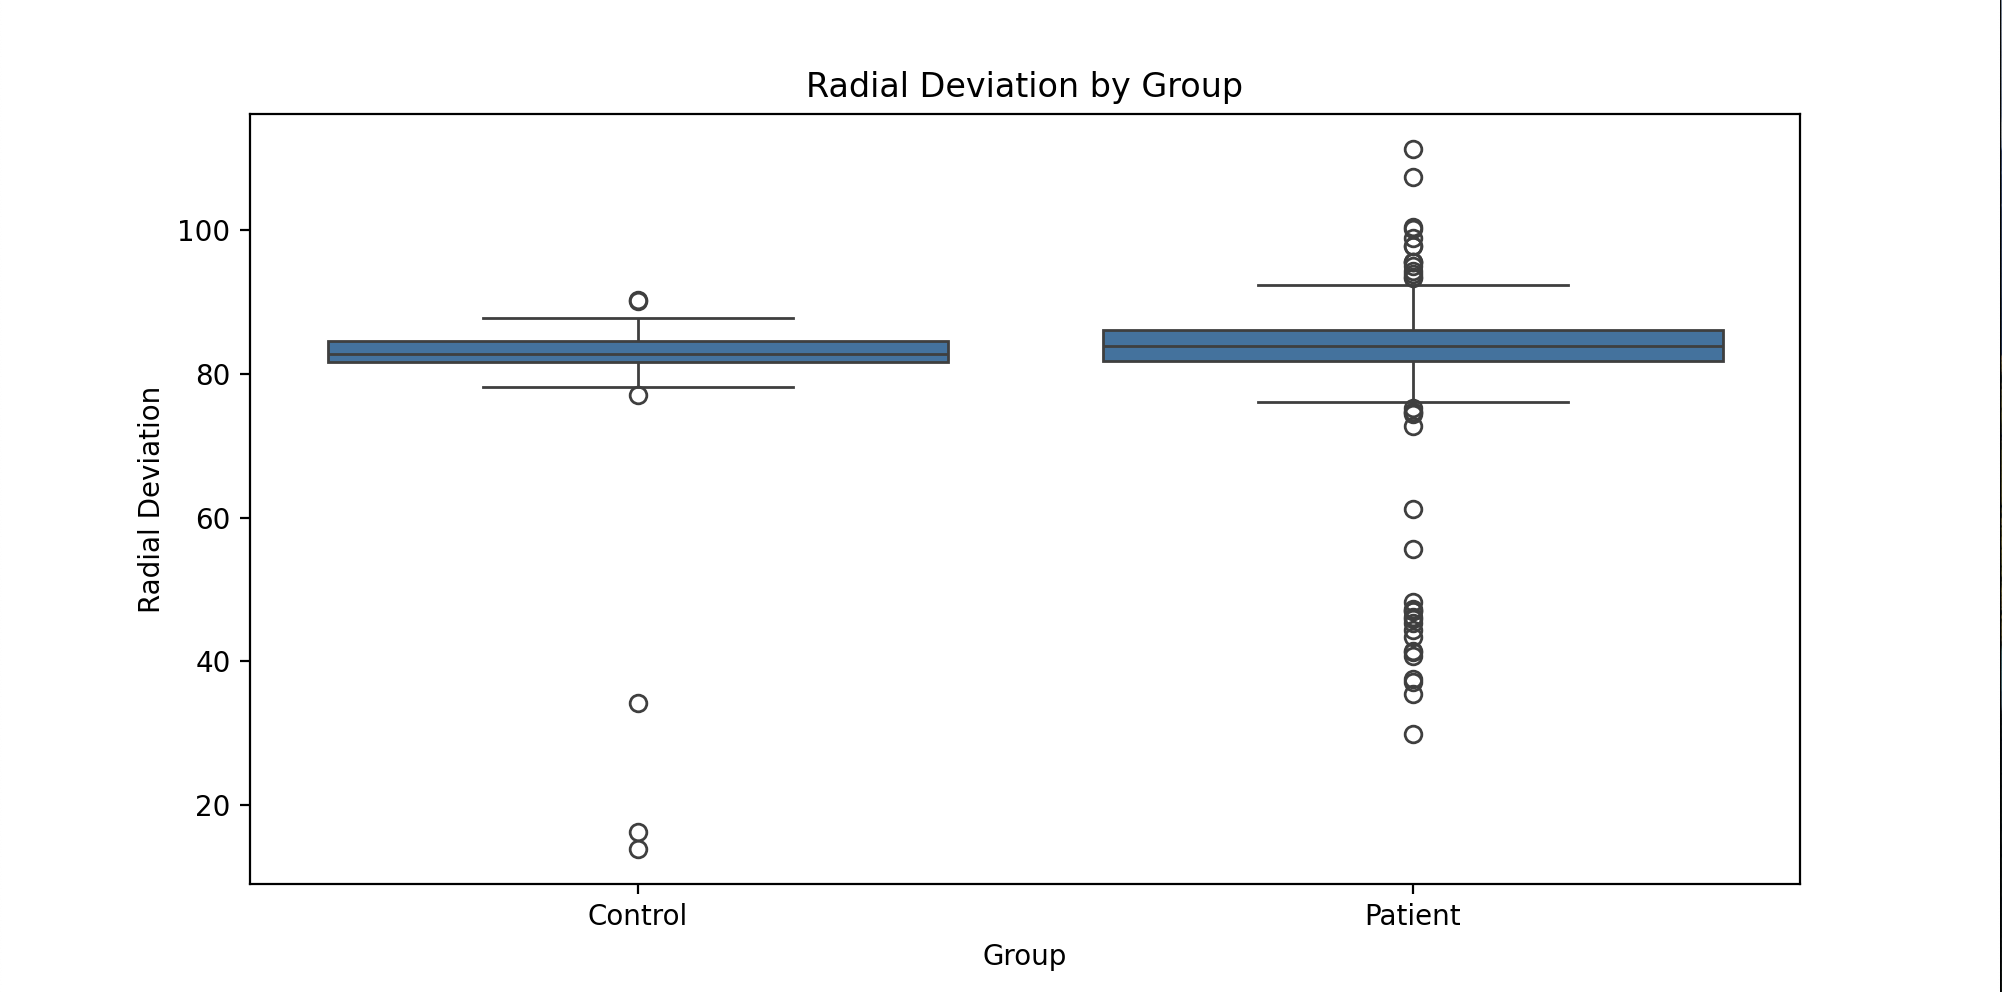 Radial Deviation by Group
100
80
60
40
20
Radial Deviation
Control
Patient
Group